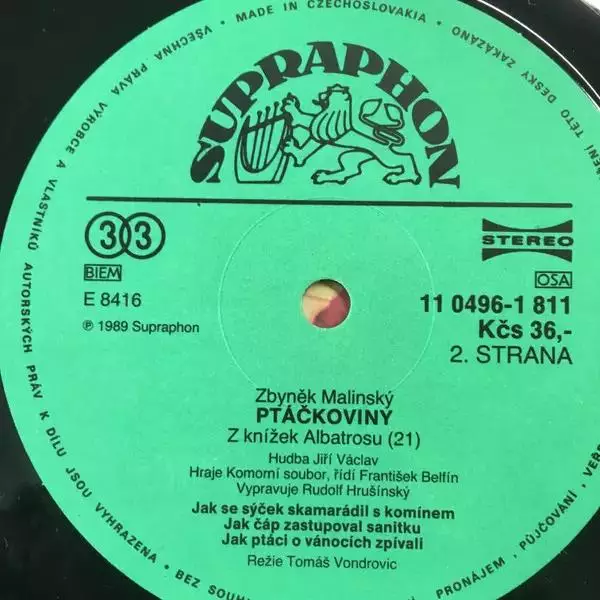 • MADE IN CZECHOSLOVAKIA •
VŠECHNA PRÁVA VÝROBCE A VLASTNÍKŮ AUTORSKÝCH PRÁV K DÍLU JSOU VYHRAZENA • BEZ
PRONÁJEM, PŮJČOVÁNÍ,
TÉTO DESKY ZAKÁZÁNO
SUPRAPHON
33
STEREO
BIEM
OSA
E 8416
11 0496-1 811
Kčs 36,-
℗ 1989 Supraphon
2. STRANA
Zbyněk Malinský
PTÁČKOVINY
Z knížek Albatrosu (21)
Hudba Jiří Václav
Hraje Komorní soubor, řídí František Belfín
Vypravuje Rudolf Hrušínský
Jak se sýček skamarádil s komínem
Jak čáp zastupoval sanitku
Jak ptáci o vánocích zpívali
Režie Tomáš Vondrovic